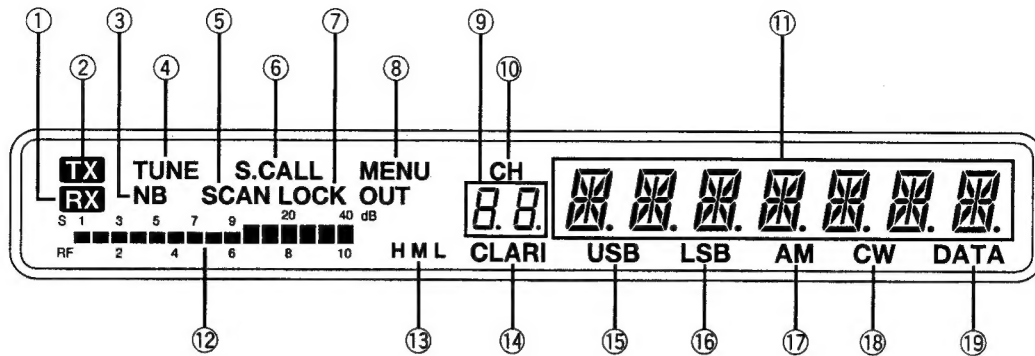 ① ② ③ ④ ⑤ ⑥ ⑦ ⑧ ⑨ ⑩ ⑪
TX TUNE S.CALL MENU CH
RX NB SCAN LOCK OUT
8.8.
S 1 3 5 7 9 20 40 dB
RF 2 4 6 8 10
H M L CLARI USB LSB AM CW DATA
⑫ ⑬ ⑭ ⑮ ⑯ ⑰ ⑱ ⑲